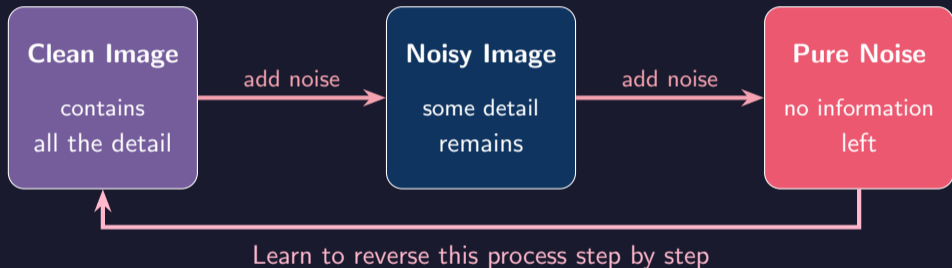 Clean Image
contains
all the detail
add noise
Noisy Image
some detail
remains
add noise
Pure Noise
no information
left
Learn to reverse this process step by step